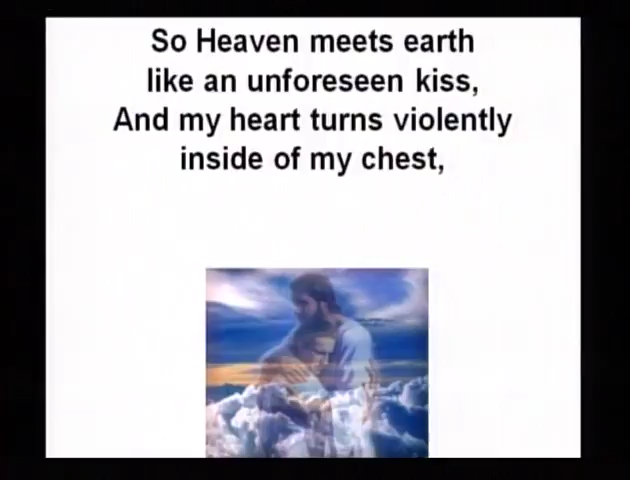 So Heaven meets earth
like an unforeseen kiss,
And my heart turns violently
inside of my chest,